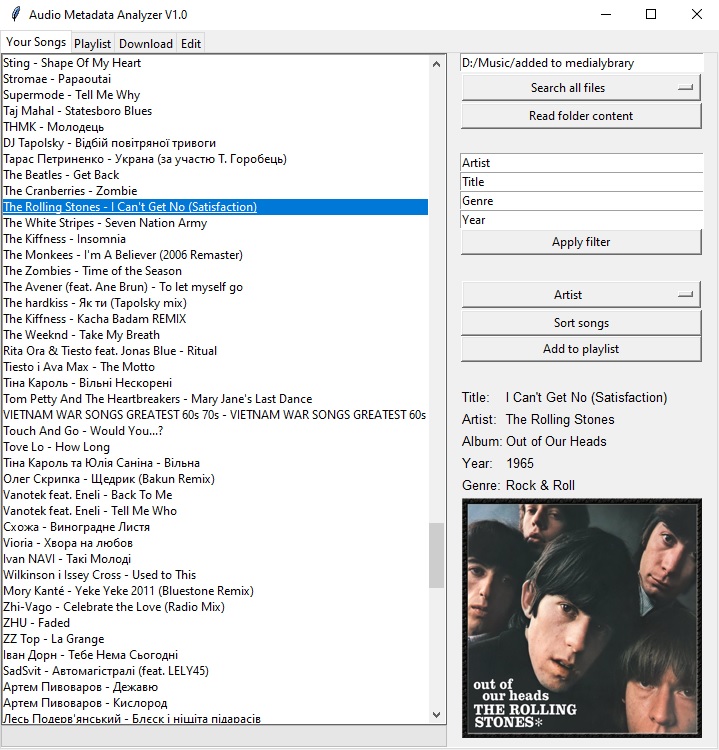 Audio Metadata Analyzer V1.0
Your Songs Playlist Download Edit
Sting - Shape Of My Heart
Stromae - Papaoutai
Supermode - Tell Me Why
Taj Mahal - Statesboro Blues
ТНМК - Молодець
DJ Tapolsky - Відбій повітряної тривоги
Тарас Петриненко - Украна (за участю Т. Горобець)
The Beatles - Get Back
The Cranberries - Zombie
The Rolling Stones - I Can't Get No (Satisfaction)
The White Stripes - Seven Nation Army
The Kiffness - Insomnia
The Monkees - I'm A Believer (2006 Remaster)
The Zombies - Time of the Season
The Avener (feat. Ane Brun) - To let myself go
The hardkiss - Як ти (Tapolsky mix)
The Kiffness - Kacha Badam REMIX
The Weeknd - Take My Breath
Rita Ora & Tiesto feat. Jonas Blue - Ritual
Tiesto i Ava Max - The Motto
Тіна Кароль - Вільні Нескорені
Tom Petty And The Heartbreakers - Mary Jane's Last Dance
VIETNAM WAR SONGS GREATEST 60s 70s - VIETNAM WAR SONGS GREATEST 60s
Touch And Go - Would You...?
Tove Lo - How Long
Тіна Кароль та Юлія Саніна - Вільна
Олег Скрипка - Щедрик (Bakun Remix)
Vanotek feat. Eneli - Back To Me
Vanotek feat. Eneli - Tell Me Who
Схожа - Виноградне Листя
Vioria - Хвора на любов
Ivan NAVI - Такі Молоді
Wilkinson i Issey Cross - Used to This
Mory Kanté - Yeke Yeke 2011 (Bluestone Remix)
Zhi-Vago - Celebrate the Love (Radio Mix)
ZHU - Faded
ZZ Top - La Grange
Іван Дорн - Тебе Нема Сьогодні
SadSvit - Автомагістралі (feat. LELY45)
Артем Пивоваров - Дежавю
Артем Пивоваров - Кислород
Лесь Подерв'янський - Блєск і ніщіта підарасів
D:/Music/added to medialybrary
Search all files
Read folder content
Artist
Title
Genre
Year
Apply filter
Artist
Sort songs
Add to playlist
Title: I Can't Get No (Satisfaction)
Artist: The Rolling Stones
Album: Out of Our Heads
Year: 1965
Genre: Rock & Roll
out of
our heads
THE ROLLING
STONES*